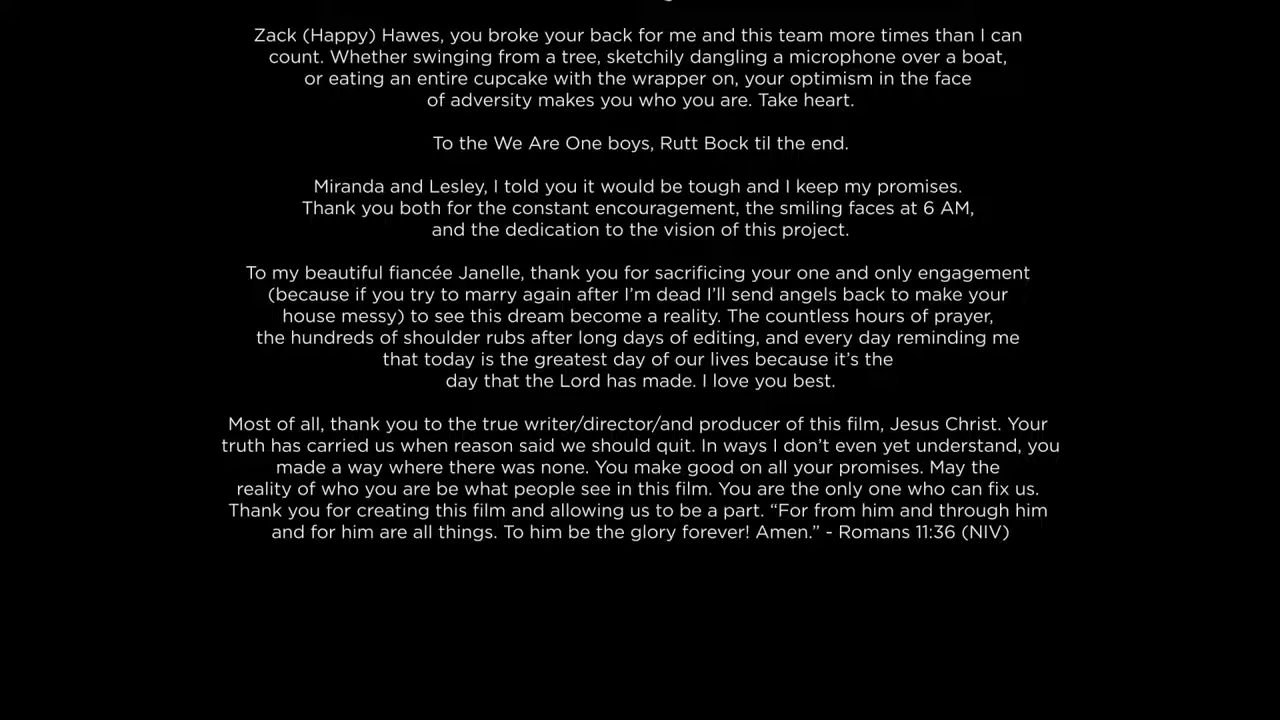 Zack (Happy) Hawes, you broke your back for me and this team more times than I can
count. Whether swinging from a tree, sketchily dangling a microphone over a boat,
or eating an entire cupcake with the wrapper on, your optimism in the face
of adversity makes you who you are. Take heart.
To the We Are One boys, Rutt Bock til the end.
Miranda and Lesley, I told you it would be tough and I keep my promises.
Thank you both for the constant encouragement, the smiling faces at 6 AM,
and the dedication to the vision of this project.
To my beautiful fiancée Janelle, thank you for sacrificing your one and only engagement
(because if you try to marry again after I’m dead I’ll send angels back to make your
house messy) to see this dream become a reality. The countless hours of prayer,
the hundreds of shoulder rubs after long days of editing, and every day reminding me
that today is the greatest day of our lives because it’s the
day that the Lord has made. I love you best.
Most of all, thank you to the true writer/director/and producer of this film, Jesus Christ. Your
truth has carried us when reason said we should quit. In ways I don’t even yet understand, you
made a way where there was none. You make good on all your promises. May the
reality of who you are be what people see in this film. You are the only one who can fix us.
Thank you for creating this film and allowing us to be a part. “For from him and through him
and for him are all things. To him be the glory forever! Amen.” - Romans 11:36 (NIV)